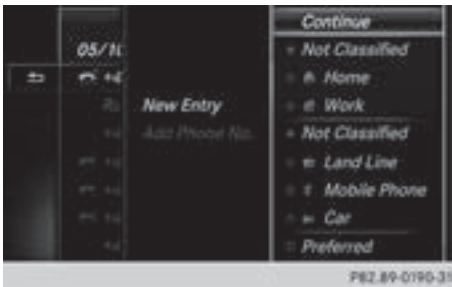 Continue
05/1
Not Classified
Home
New Entry
Work
Add Phone No.
Not Classified
Land Line
Mobile Phone
Car
Preferred
P82.89-0190-31